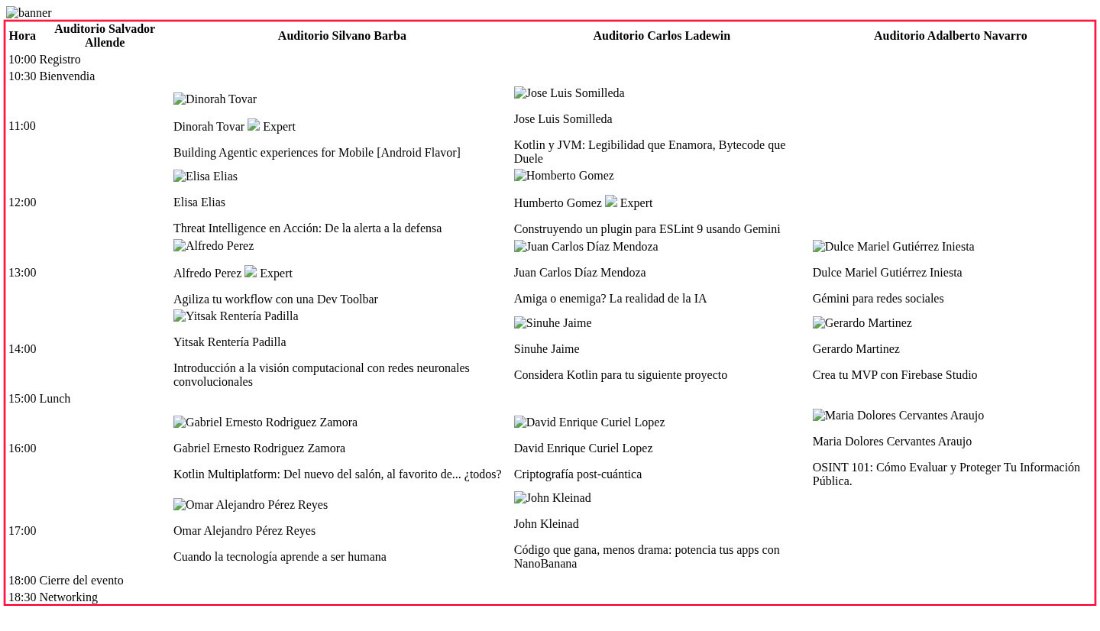 banner
Hora Auditorio Salvador Allende Auditorio Silvano Barba Auditorio Carlos Ladewin Auditorio Adalberto Navarro
10:00 Registro
10:30 Bienvendia
11:00
Dinorah Tovar
Dinorah Tovar Expert
Building Agentic experiences for Mobile [Android Flavor]
Jose Luis Somilleda
Jose Luis Somilleda
Kotlin y JVM: Legibilidad que Enamora, Bytecode que
Duele
12:00
Elisa Elias
Elisa Elias
Threat Intelligence en Acción: De la alerta a la defensa
Homberto Gomez
Humberto Gomez Expert
Construyendo un plugin para ESLint 9 usando Gemini
13:00
Alfredo Perez
Alfredo Perez Expert
Agiliza tu workflow con una Dev Toolbar
Juan Carlos Díaz Mendoza
Juan Carlos Díaz Mendoza
Amiga o enemiga? La realidad de la IA
Dulce Mariel Gutiérrez Iniesta
Dulce Mariel Gutiérrez Iniesta
Gémini para redes sociales
14:00
Yitsak Rentería Padilla
Yitsak Rentería Padilla
Introducción a la visión computacional con redes neuronales
convolucionales
Sinuhe Jaime
Sinuhe Jaime
Considera Kotlin para tu siguiente proyecto
Gerardo Martinez
Gerardo Martinez
Crea tu MVP con Firebase Studio
15:00 Lunch
16:00
Gabriel Ernesto Rodriguez Zamora
Gabriel Ernesto Rodriguez Zamora
Kotlin Multiplatform: Del nuevo del salón, al favorito de... ¿todos?
David Enrique Curiel Lopez
David Enrique Curiel Lopez
Criptografía post-cuántica
Maria Dolores Cervantes Araujo
Maria Dolores Cervantes Araujo
OSINT 101: Cómo Evaluar y Proteger Tu Información
Pública.
17:00
Omar Alejandro Pérez Reyes
Omar Alejandro Pérez Reyes
Cuando la tecnología aprende a ser humana
John Kleinad
John Kleinad
Código que gana, menos drama: potencia tus apps con
NanoBanana
18:00 Cierre del evento
18:30 Networking